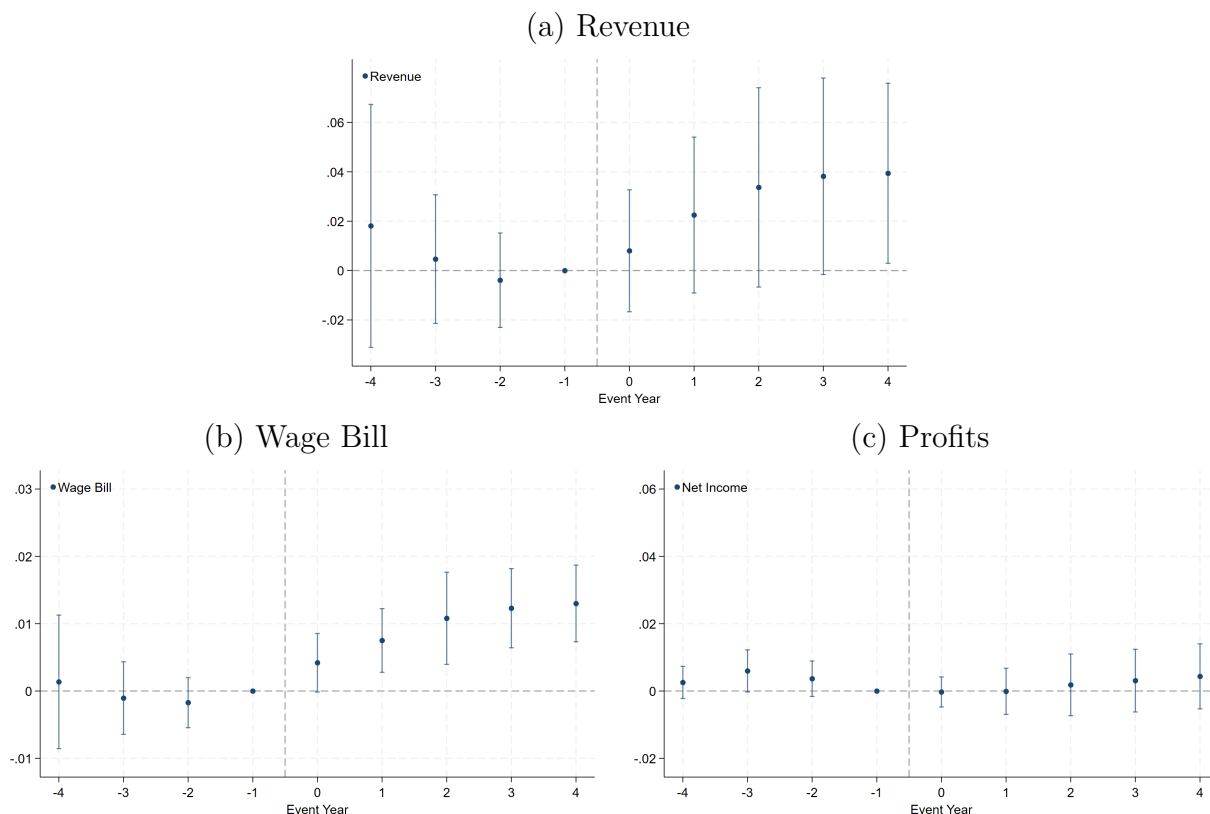 (a) Revenue
Revenue
.06
.04
.02
0
-.02
-4 -3 -2 -1 0 1 2 3 4
Event Year
(b) Wage Bill
Wage Bill
.03
.02
.01
0
-.01
-4 -3 -2 -1 0 1 2 3 4
Event Year
(c) Profits
Net Income
.06
.04
.02
0
-.02
-4 -3 -2 -1 0 1 2 3 4
Event Year